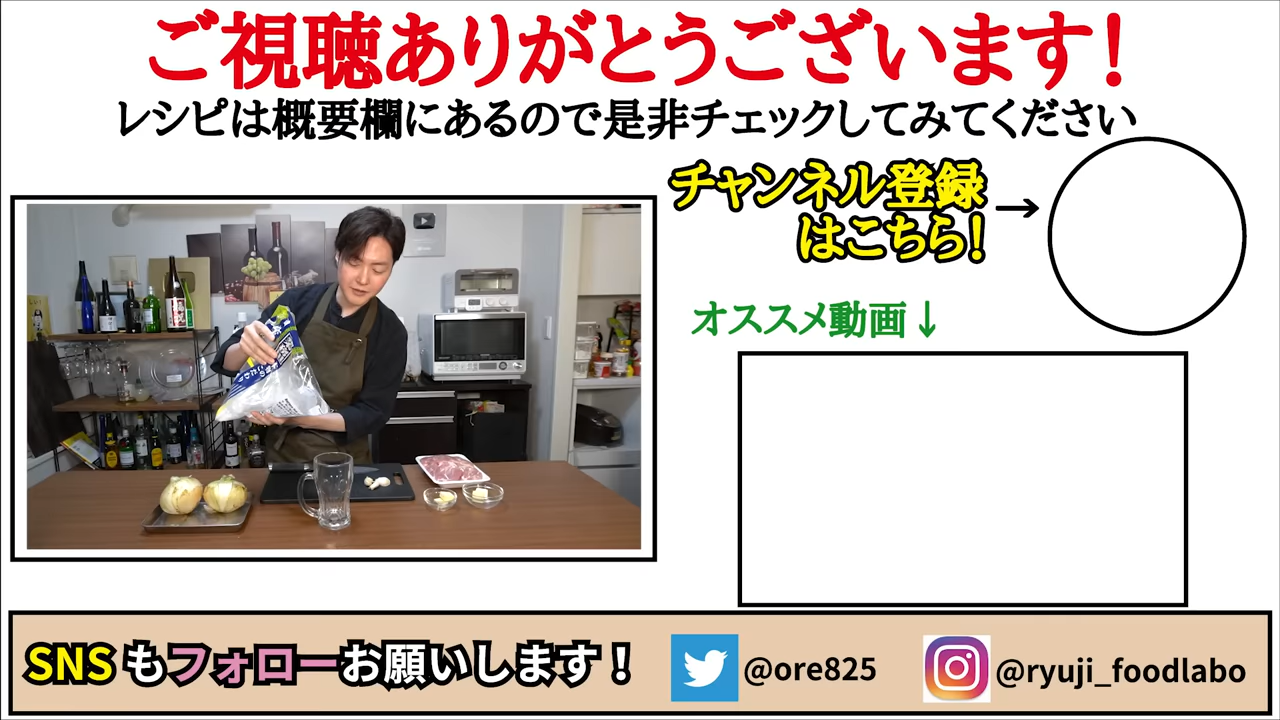 ご視聴ありがとうございます!
レシピは概要欄にあるので是非チェックしてみてください
チャンネル登録
はこちら!
→
オススメ動画↓
SNSもフォローお願いします!
@ore825
@ryuji_foodlabo